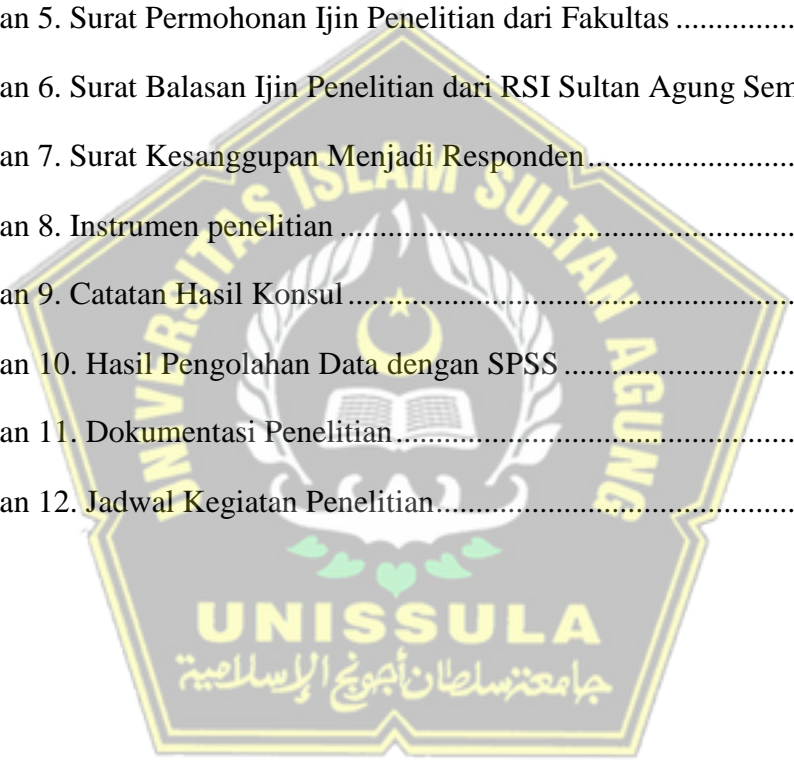 an 5. Surat Permohonan Ijin Penelitian dari Fakultas ................
an 6. Surat Balasan Ijin Penelitian dari RSI Sultan Agung Sem
an 7. Surat Kesanggupan Menjadi Responden ..........................
an 8. Instrumen penelitian ..........................................................
an 9. Catatan Hasil Konsul .........................................................
an 10. Hasil Pengolahan Data dengan SPSS .............................
an 11. Dokumentasi Penelitian ..................................................
an 12. Jadwal Kegiatan Penelitian .............................................
UNIVERSITAS ISLAM SULTAN AGUNG
UNISSULA
جامعتنسلطان أجونج الإسلامية